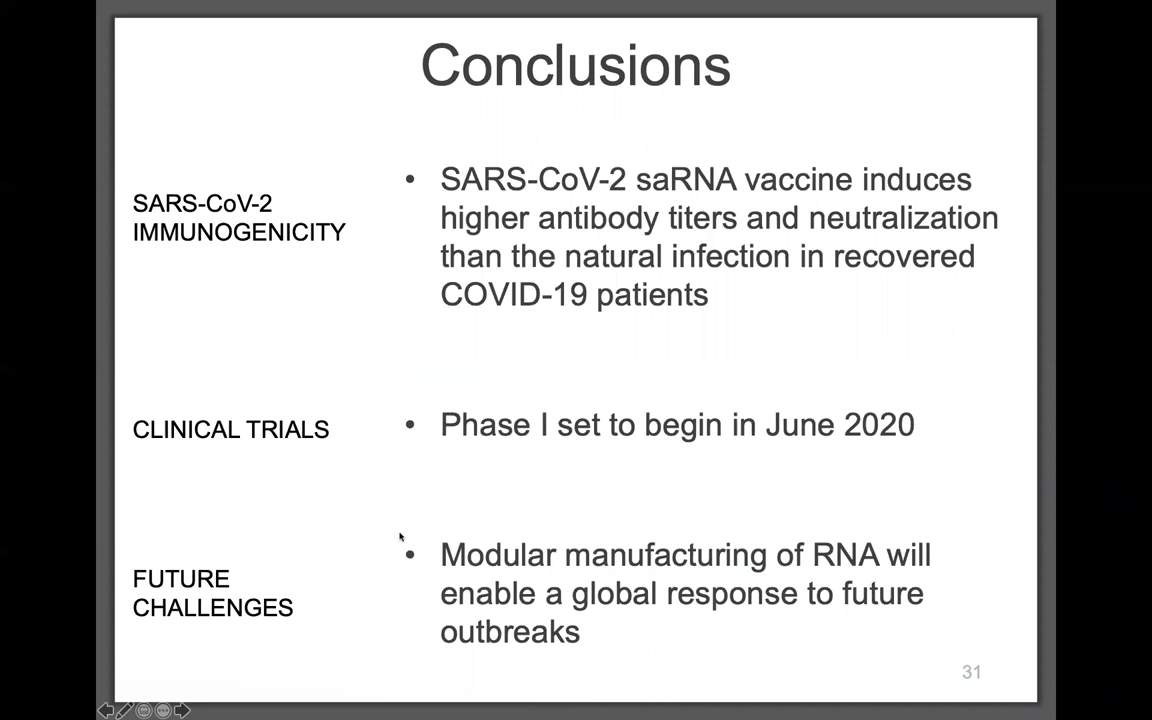 Conclusions
SARS-CoV-2
IMMUNOGENICITY
• SARS-CoV-2 saRNA vaccine induces
higher antibody titers and neutralization
than the natural infection in recovered
COVID-19 patients
CLINICAL TRIALS
• Phase I set to begin in June 2020
FUTURE
CHALLENGES
• Modular manufacturing of RNA will
enable a global response to future
outbreaks
31